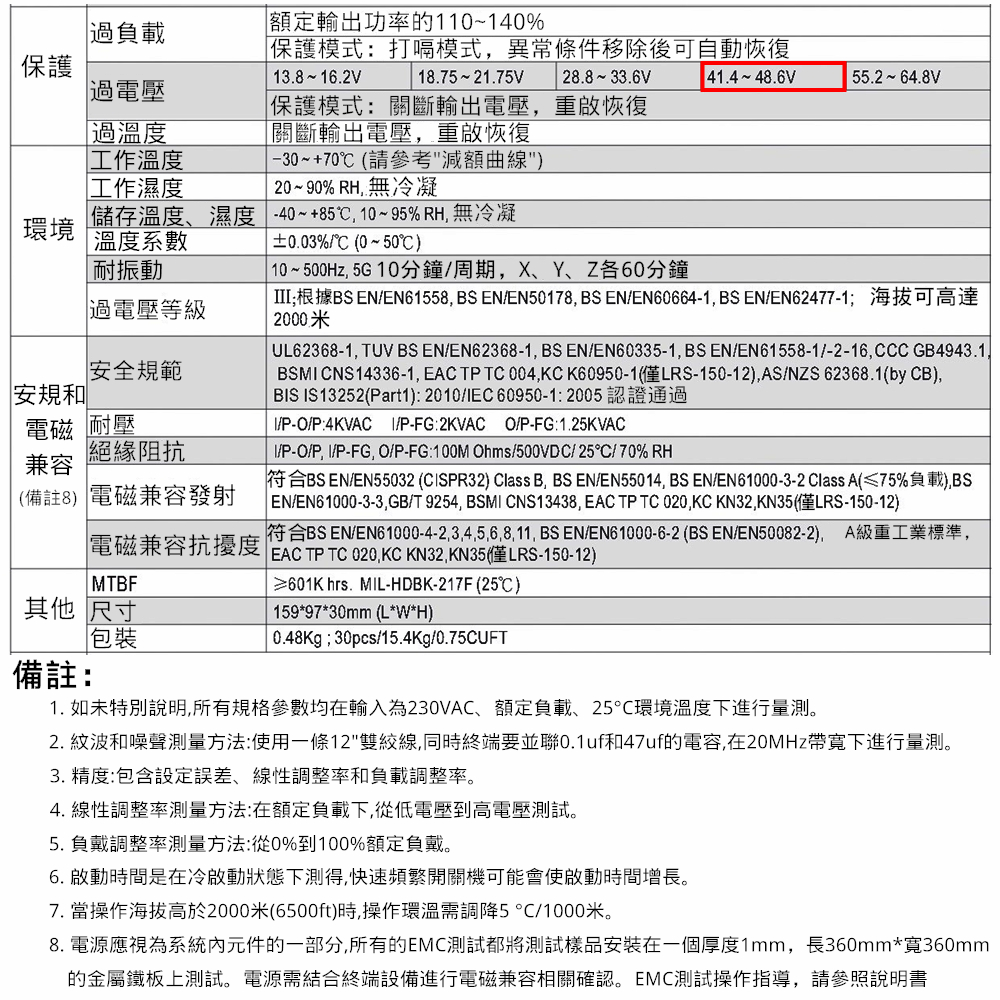 保護
過負載
額定輸出功率的110~140%
保護模式：打嗝模式，異常條件移除後可自動恢復
過電壓
13.8 ~ 16.2V 18.75 ~ 21.75V 28.8 ~ 33.6V 41.4 ~ 48.6V 55.2 ~ 64.8V
保護模式：關斷輸出電壓，重啟恢復
過溫度
關斷輸出電壓，重啟恢復
環境
工作溫度
-30 ~ +70℃ (請參考"減額曲線")
工作濕度
20 ~ 90% RH, 無冷凝
儲存溫度、濕度
-40 ~ +85℃, 10 ~ 95% RH, 無冷凝
溫度系數
±0.03%/℃ (0 ~ 50℃)
耐振動
10 ~ 500Hz, 5G 10分鐘/周期，X、Y、Z各60分鐘
過電壓等級
III;根據BS EN/EN61558, BS EN/EN50178, BS EN/EN60664-1, BS EN/EN62477-1; 海拔可高達
2000米
安規和
電磁
兼容
(備註8)
安全規範
UL62368-1, TUV BS EN/EN62368-1, BS EN/EN60335-1, BS EN/EN61558-1/-2-16,CCC GB4943.1,
BSMI CNS14336-1, EAC TP TC 004,KC K60950-1(僅LRS-150-12),AS/NZS 62368.1(by CB),
BIS IS13252(Part1): 2010/IEC 60950-1: 2005 認證通過
耐壓
I/P-O/P:4KVAC I/P-FG:2KVAC O/P-FG:1.25KVAC
絕緣阻抗
I/P-O/P, I/P-FG, O/P-FG:100M Ohms/500VDC/ 25℃/ 70% RH
電磁兼容發射
符合BS EN/EN55032 (CISPR32) Class B, BS EN/EN55014, BS EN/EN61000-3-2 Class A(≤75%負載),BS
EN/EN61000-3-3,GB/T 9254, BSMI CNS13438, EAC TP TC 020,KC KN32,KN35(僅LRS-150-12)
電磁兼容抗擾度
符合BS EN/EN61000-4-2,3,4,5,6,8,11, BS EN/EN61000-6-2 (BS EN/EN50082-2), A級重工業標準，
EAC TP TC 020,KC KN32,KN35(僅LRS-150-12)
其他
MTBF
≥601K hrs. MIL-HDBK-217F (25℃)
尺寸
159*97*30mm (L*W*H)
包裝
0.48Kg ; 30pcs/15.4Kg/0.75CUFT
備註：
1. 如未特別說明,所有規格參數均在輸入為230VAC、額定負載、25°C環境溫度下進行量測。
2. 紋波和噪聲測量方法:使用一條12"雙絞線,同時終端要並聯0.1uf和47uf的電容,在20MHz帶寬下進行量測。
3. 精度:包含設定誤差、線性調整率和負載調整率。
4. 線性調整率測量方法:在額定負載下,從低電壓到高電壓測試。
5. 負戴調整率測量方法:從0%到100%額定負戴。
6. 啟動時間是在冷啟動狀態下測得,快速頻繁開關機可能會使啟動時間增長。
7. 當操作海拔高於2000米(6500ft)時,操作環溫需調降5 °C/1000米。
8. 電源應視為系統內元件的一部分,所有的EMC測試都將測試樣品安裝在一個厚度1mm，長360mm*寬360mm
的金屬鐵板上測試。電源需結合終端設備進行電磁兼容相關確認。EMC測試操作指導，請參照說明書